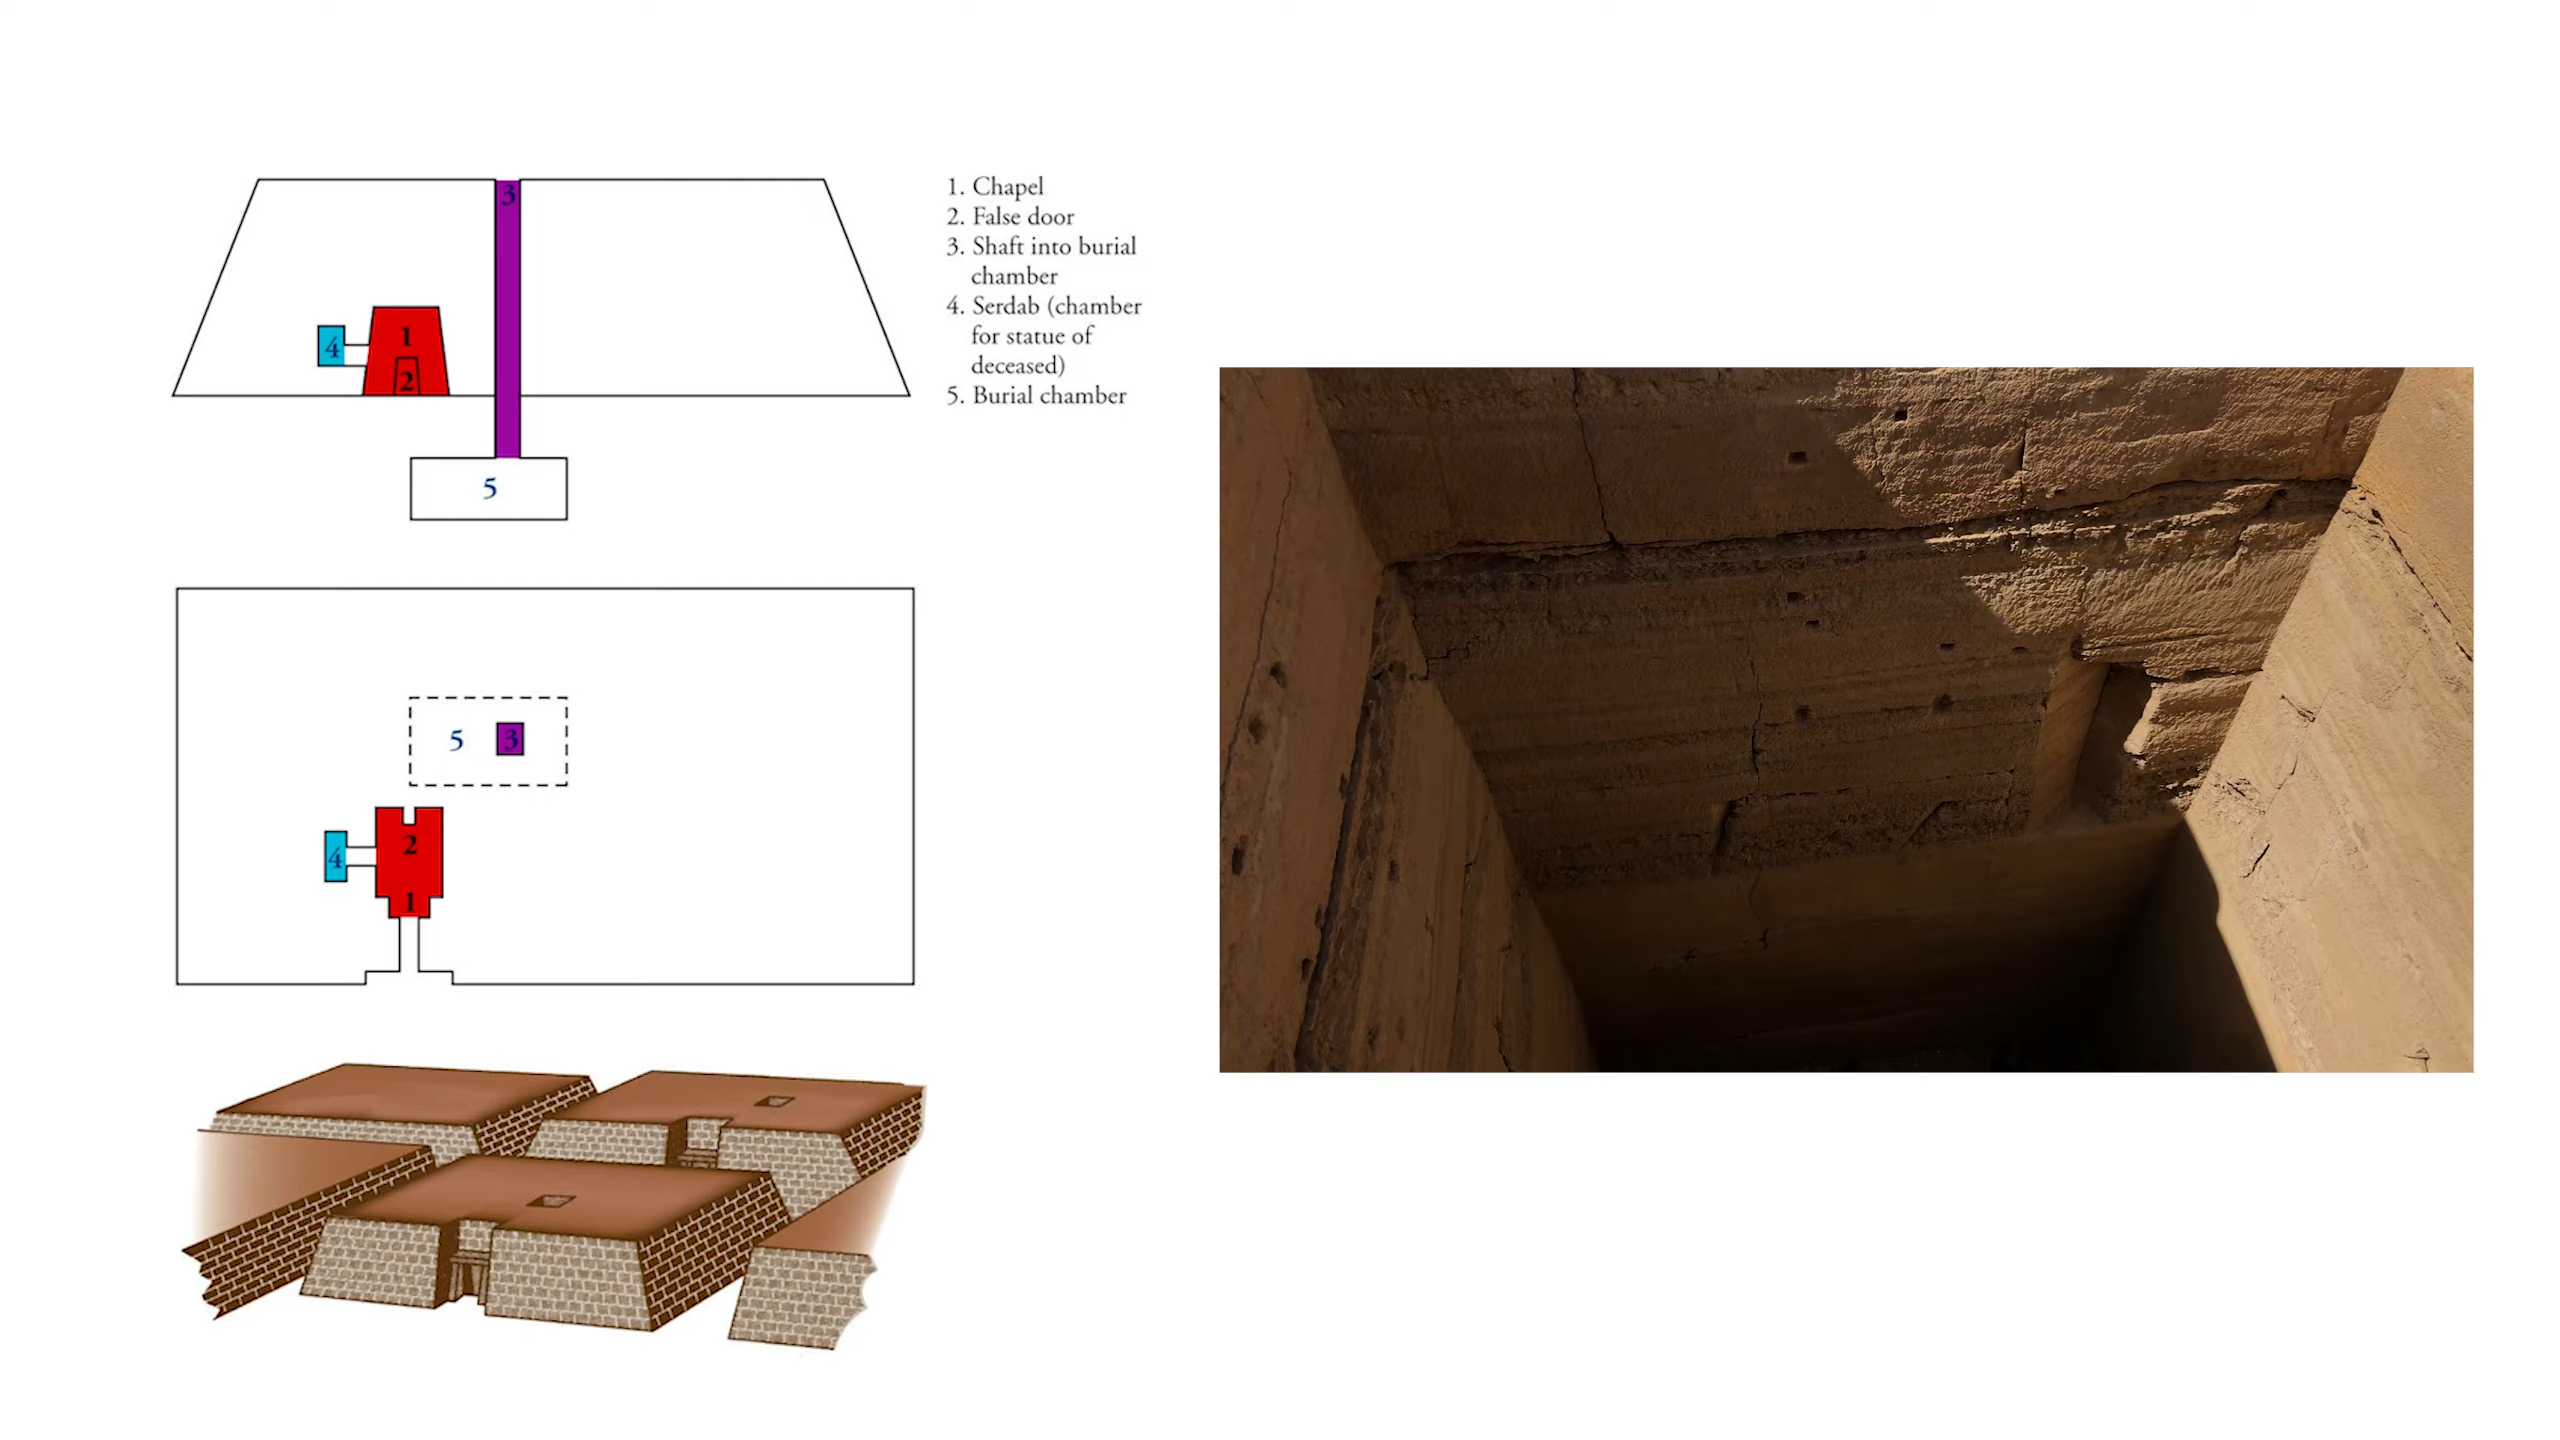 3
1
4
2
5
1. Chapel
2. False door
3. Shaft into burial
chamber
4. Serdab (chamber
for statue of
deceased)
5. Burial chamber
5
3
2
4
1